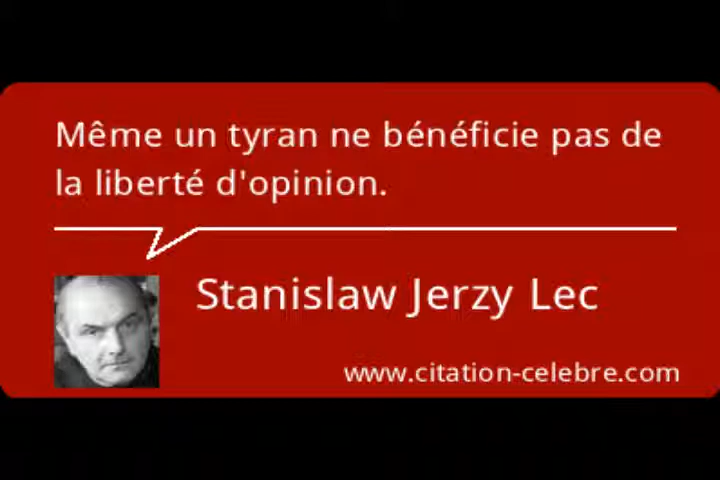 Même un tyran ne bénéficie pas de
la liberté d'opinion.
Stanislaw Jerzy Lec
www.citation-celebre.com